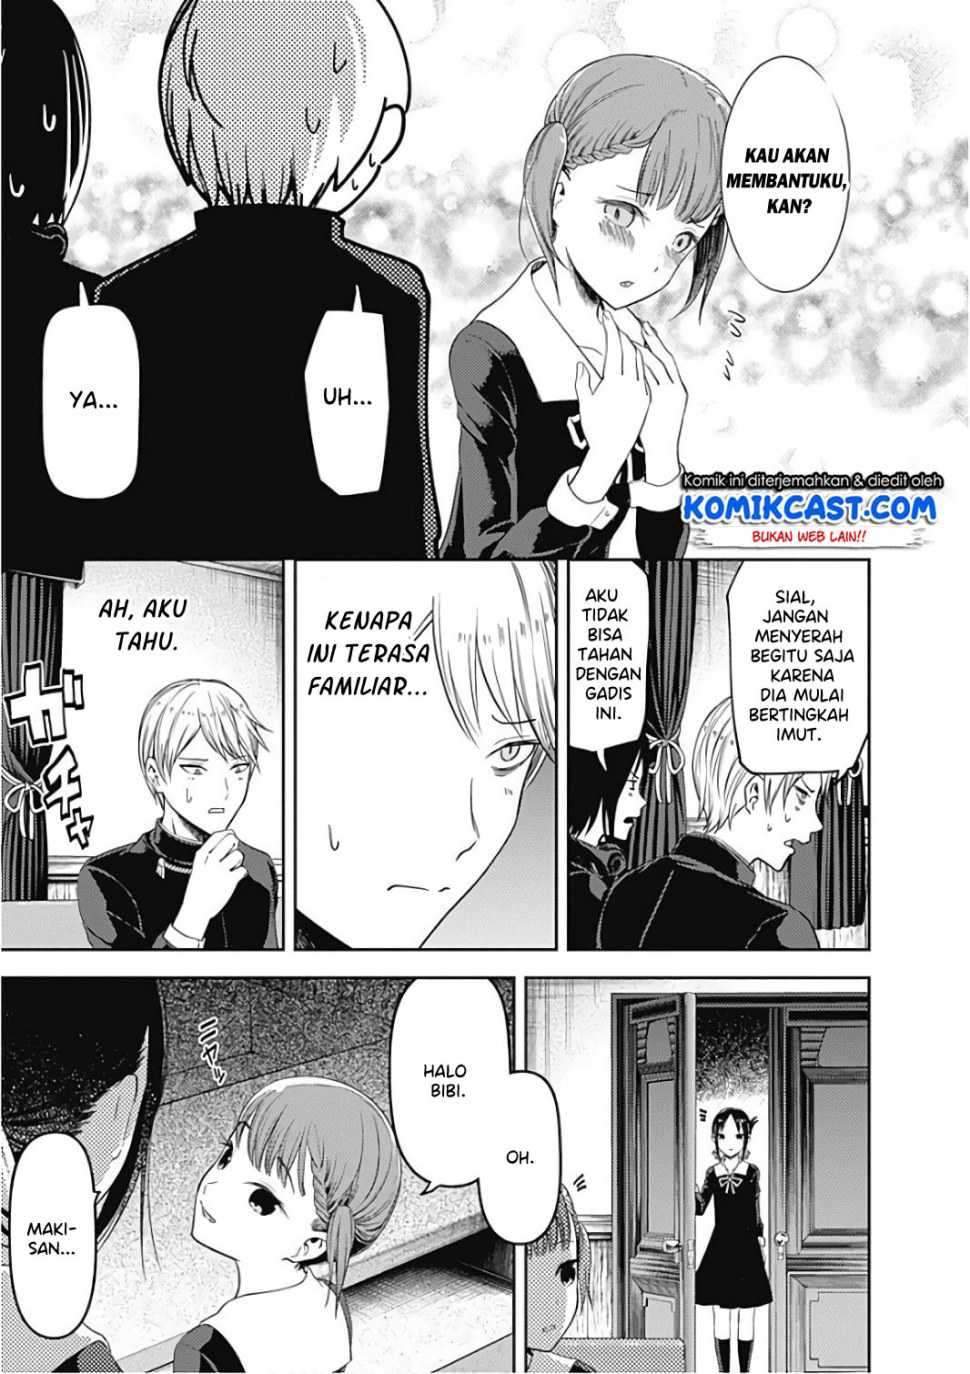 KAU AKAN
MEMBANTUKU,
KAN?
UH...
YA...
Komik ini diterjemahkan & diedit oleh
KOMIKCAST.COM
BUKAN WEB LAIN!!
SIAL,
JANGAN
MENYERAH
BEGITU SAJA
KARENA
DIA MULAI
BERTINGKAH
IMUT.
AKU
TIDAK
BISA
TAHAN
DENGAN
GADIS
INI.
KENAPA
INI TERASA
FAMILIAR...
AH, AKU
TAHU.
ガチャ
OH.
HALO
BIBI.
ニャッ
MAKI-
SAN...